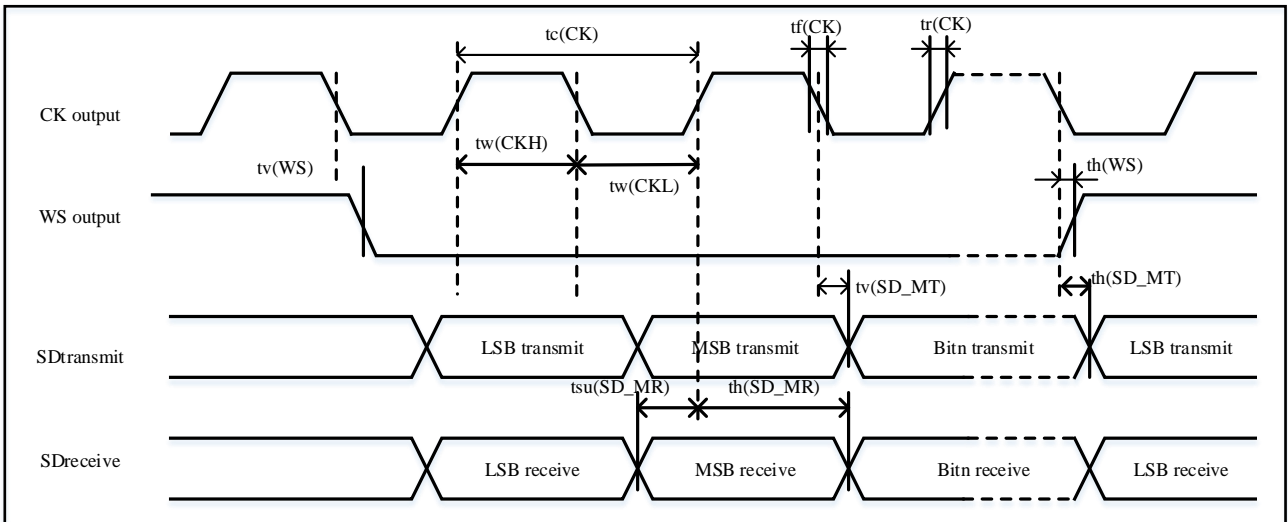 tf(CK)
tr(CK)
tc(CK)
CK output
tw(CKH)
tv(WS)
tw(CKL)
th(WS)
WS output
tv(SD_MT)
th(SD_MT)
SDtransmit
LSB transmit
MSB transmit
Bitn transmit
LSB transmit
tsu(SD_MR)
th(SD_MR)
SDreceive
LSB receive
MSB receive
Bitn receive
LSB receive